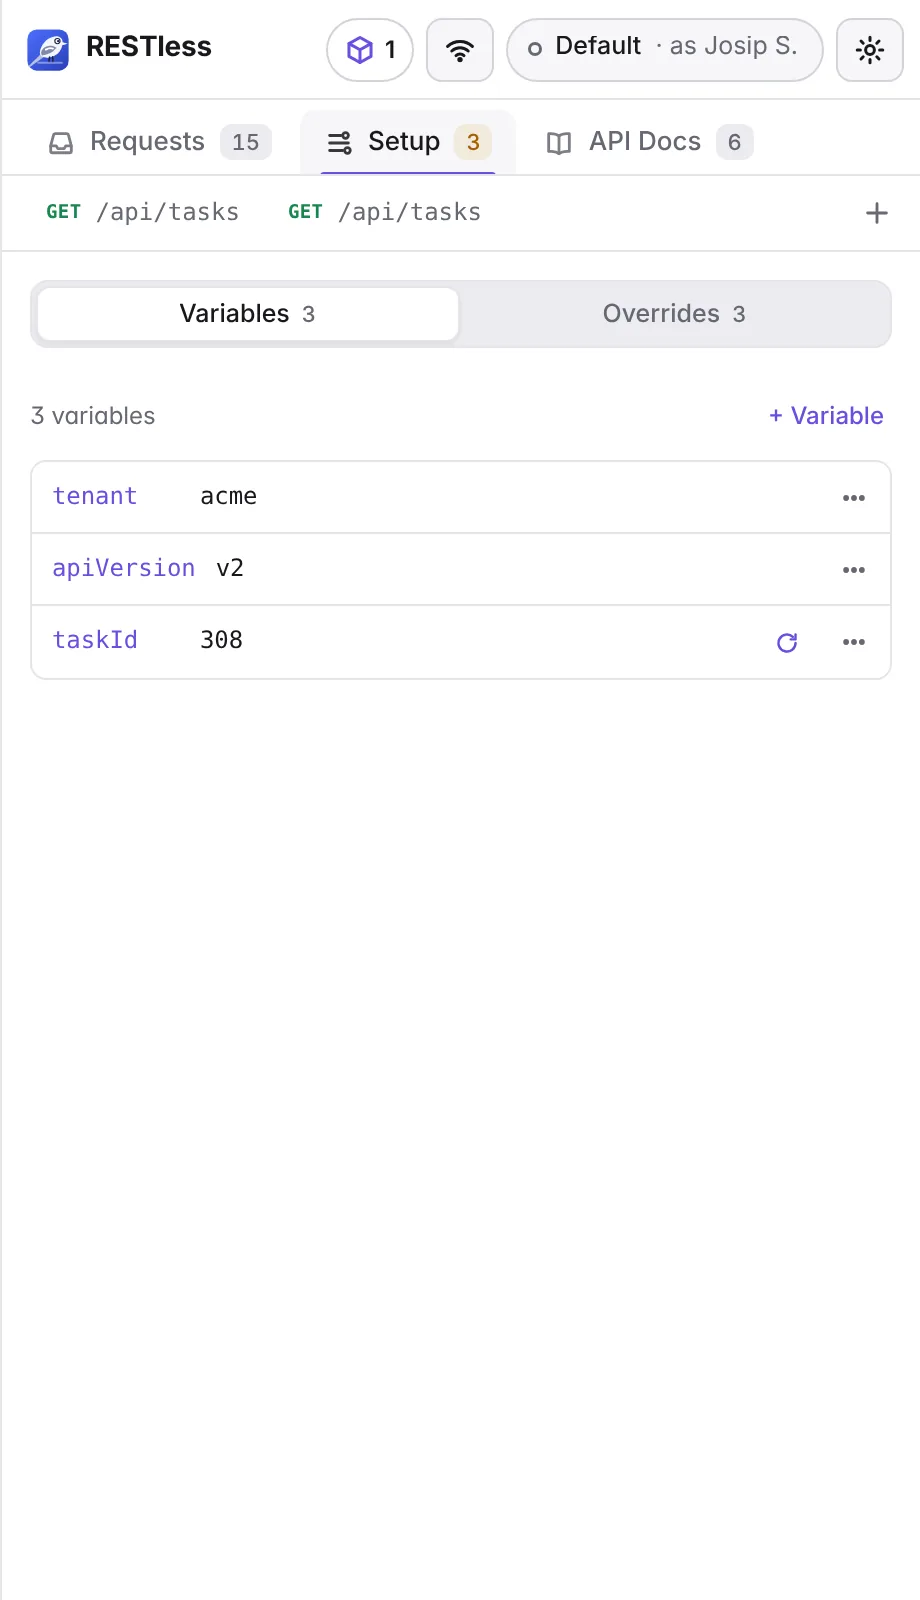 RESTless 1 Default · as Josip S.
Requests 15 Setup 3 API Docs 6
GET /api/tasks GET /api/tasks +
Variables 3 Overrides 3
3 variables + Variable
tenant acme
apiVersion v2
taskId 308